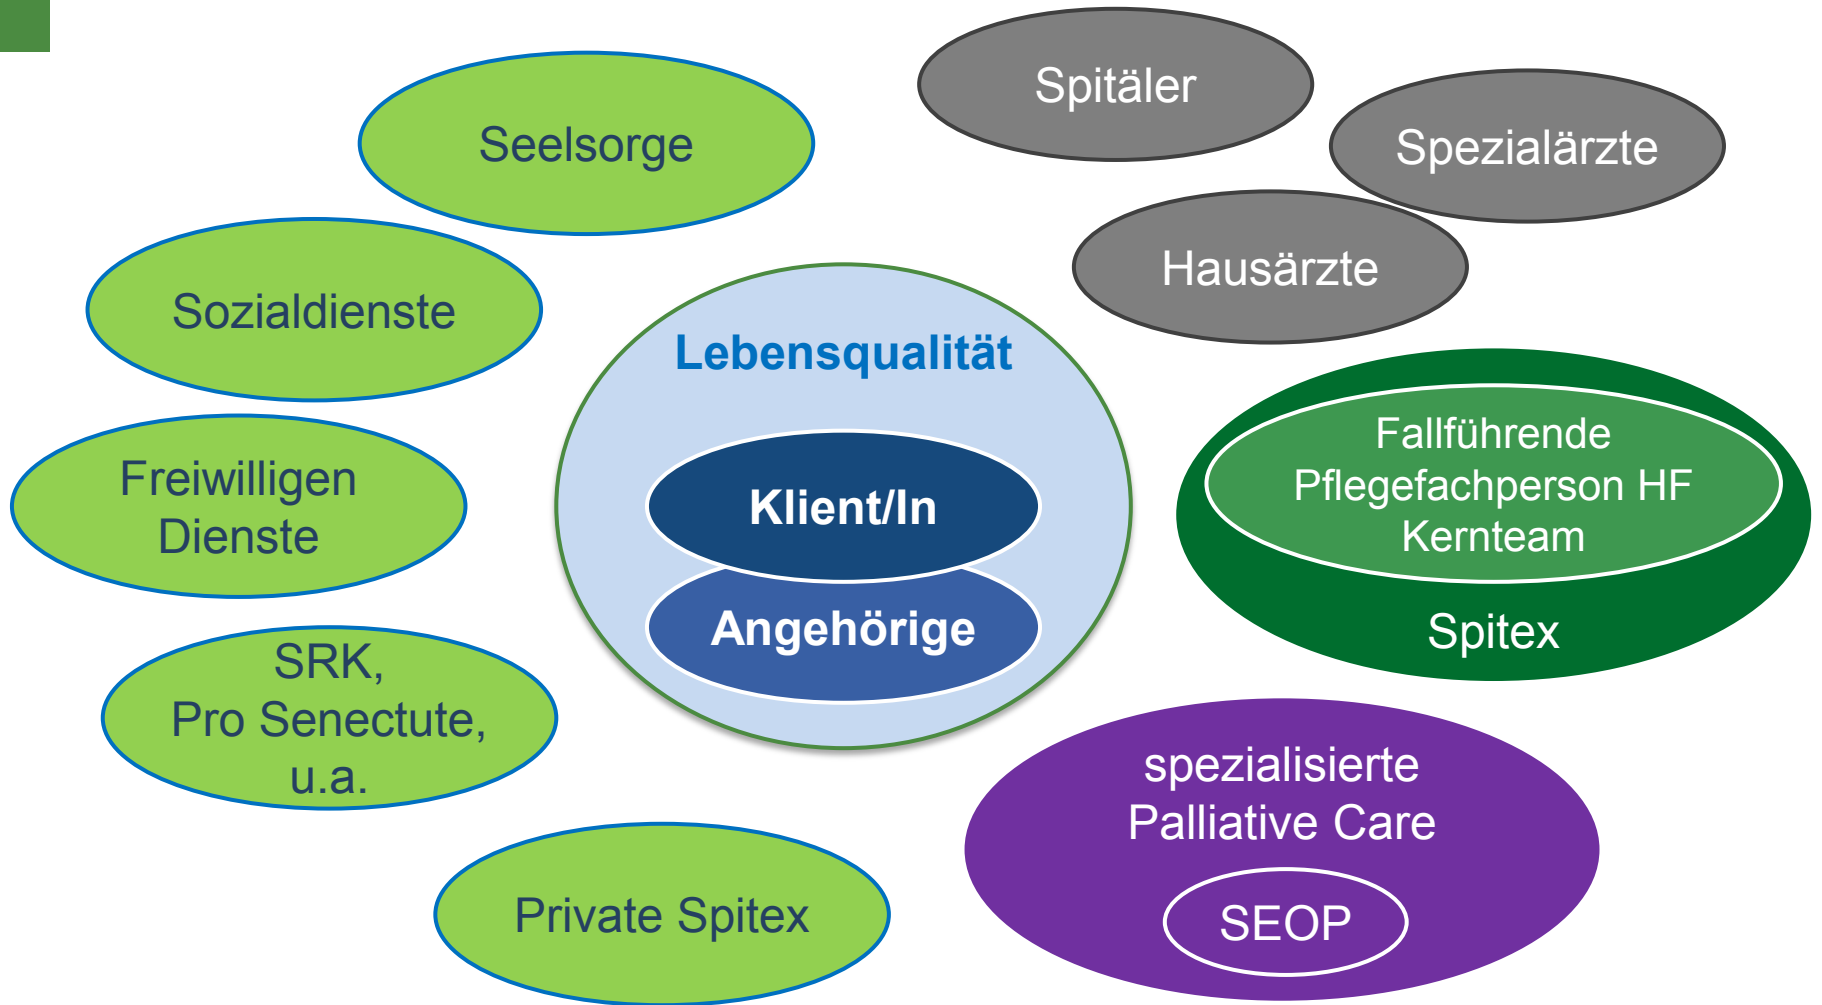 Spitäler
Seelsorge
Spezialärzte
Hausärzte
Sozialdienste
Lebensqualität
Freiwilligen
Dienste
Klient/In
Angehörige
Fallführende
Pflegefachperson HF
Kernteam
Spitex
SRK,
Pro Senectute,
u.a.
spezialisierte
Palliative Care
SEOP
Private Spitex